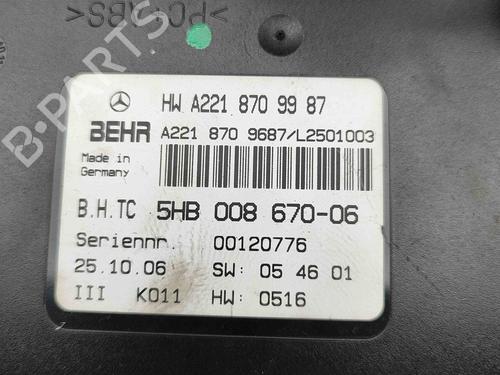 >PC+ABS<
HW A221 870 99 87
BEHR A221 870 9687/L2501003
Made in
Germany
B.H.TC 5HB 008 670-06
Seriennr. 00120776
25.10.06 SW: 05 46 01
III K011 HW: 0516
B-PARTS